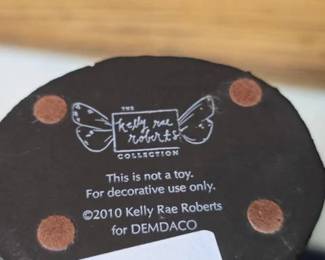 THE
kelly rae
roberts
COLLECTION
This is not a toy.
For decorative use only.
©2010 Kelly Rae Roberts
for DEMDACO